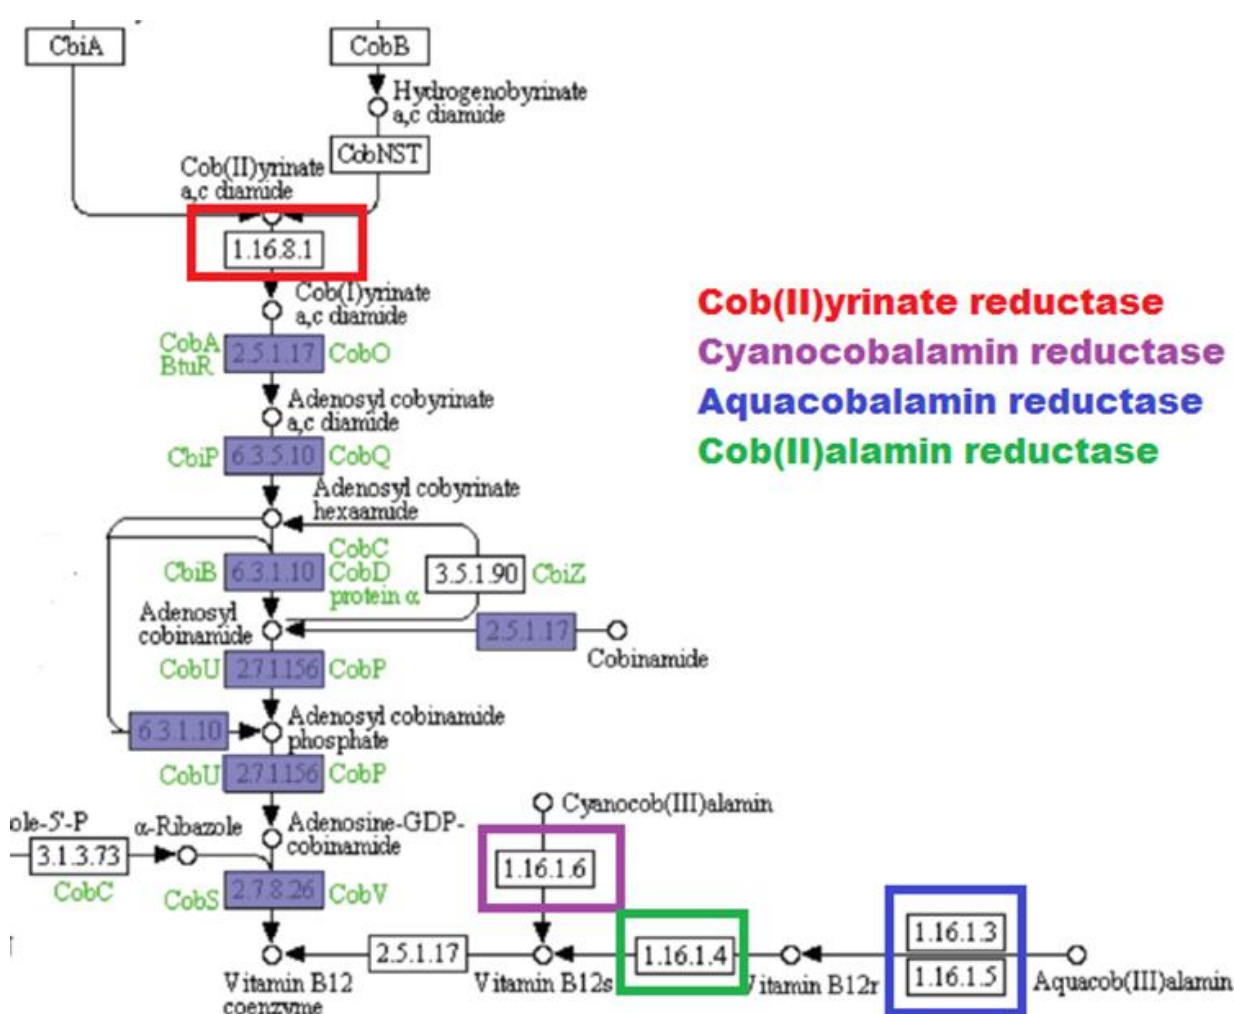 CbiA
CobB
Hydrogenobyrinate
a,c diamide
CobNST
Cob(II)yrinate
a,c diamide
1.16.8.1
Cob(I)yrinate
a,c diamide
Cob(II)yrinate reductase
Cyanocobalamin reductase
Aquacobalamin reductase
Cob(II)alamin reductase
CobA
BtuR
2.5.1.17
CobO
Adenosyl cobyrinate
a,c diamide
CbiP
6.3.5.10
CobQ
Adenosyl cobyrinate
hexaamide
CbiB
6.3.1.10
CobC
CobD
protein α
3.5.1.90
CbiZ
Adenosyl
cobinamide
2.5.1.17
Cobinamide
CobU
2.7.1.156
CobP
6.3.1.10
Adenosyl cobinamide
phosphate
CobU
2.7.1.156
CobP
Cyanocob(III)alamin
ole-5'-P
α-Ribazole
Adenosine-GDP-
cobinamide
3.1.3.73
CobC
1.16.1.6
CobS
2.7.8.26
CobV
1.16.1.3
2.5.1.17
1.16.1.4
1.16.1.5
Vitamin B12
coenzyme
Vitamin B12s
Vitamin B12r
Aquacob(III)alamin